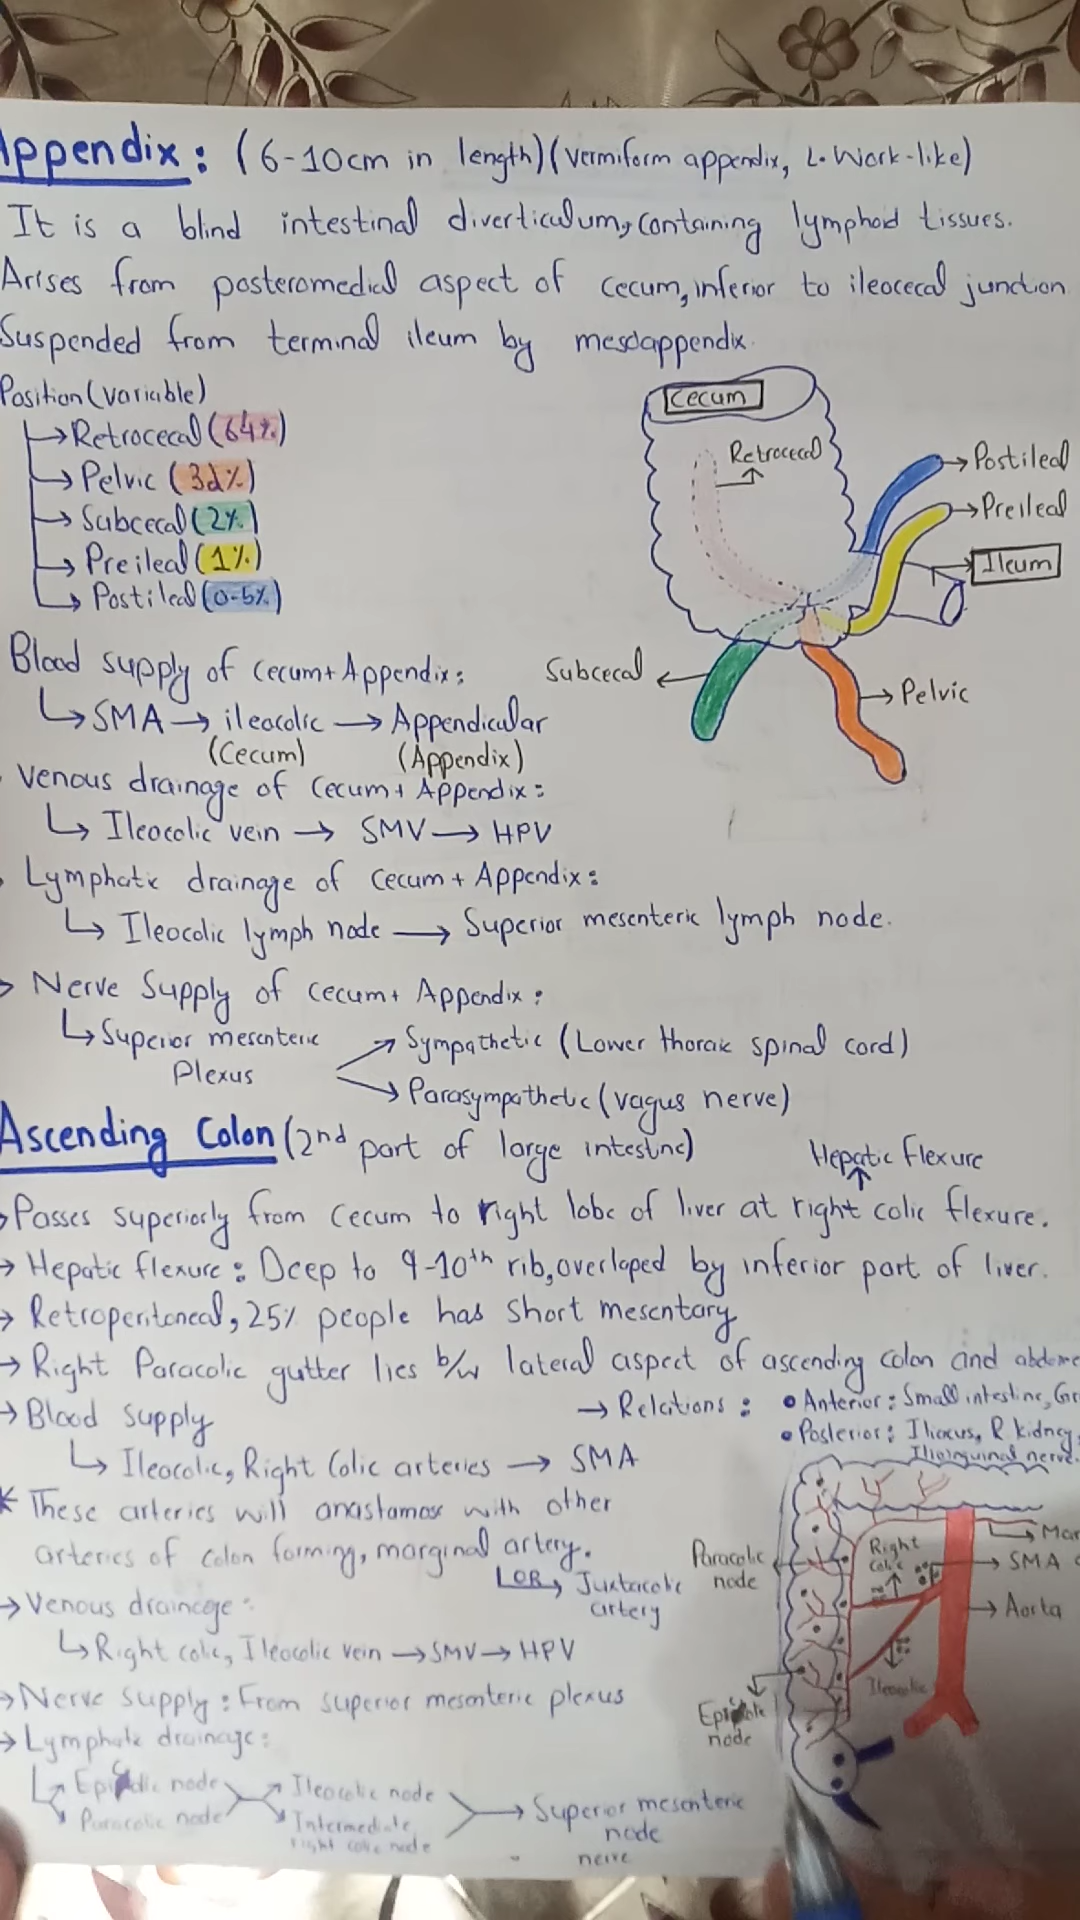 Appendix: (6-10cm in length)(vermiform appendix, L. Work-like)
It is a blind intestinal diverticulum, containing lymphoid tissues.
Arises from posteromedial aspect of cecum, inferior to ileocecal junction
Suspended from terminal ileum by mesoappendix.
Position (variable)
→ Retrocecal (64%)
→ Pelvic (32%)
→ Subcecal (2%)
→ Preileal (1%)
→ Postileal (0-5%)
Cecum
Retrocecal
→ Postileal
→ Preileal
Ileum
Subcecal
→ Pelvic
Blood supply of cecum+Appendix:
↳ SMA → ileocolic → Appendicular
(Cecum) (Appendix)
Venous drainage of Cecum+ Appendix:
↳ Ileocolic vein → SMV → HPV
Lymphatic drainage of cecum + Appendix:
↳ Ileocolic lymph node → Superior mesenteric lymph node.
Nerve Supply of cecum+ Appendix:
↳ Superior mesenteric Plexus
→ Sympathetic (Lower thoracic spinal cord)
→ Parasympathetic (vagus nerve)
Ascending Colon (2nd part of large intestine)
Hepatic flexure
↑
→ Passes superiorly from cecum to right lobe of liver at right colic flexure.
→ Hepatic flexure: Deep to 9-10th rib, overlaped by inferior part of liver.
→ Retroperitoneal, 25% people has short mesentary
→ Right Paracolic gutter lies b/w lateral aspect of ascending colon and
→ Blood supply
→ Relations: • Anterior: Small intestine,
• Posterior: Iliacus, R. kidney,
Ilioinguinal nerve.
↳ Ileocolic, Right Colic arteries → SMA
* These arteries will anastamose with other
arteries of colon forming, marginal artery.
OR → Juxtacolic
artery
→ Venous drainage:
↳ Right colic, Ileocolic vein → SMV → HPV
→ Nerve supply: From superior mesenteric plexus
→ Lymphatic drainage:
Epicolic node
Paracolic node
→ Ileocolic node
→ Intermediate
right colic node
→ Superior mesenteric
node
nerve
Paracolic
node
Right
colic
→ SMA
→ Aorta
Ileocolic
Epicolic
node